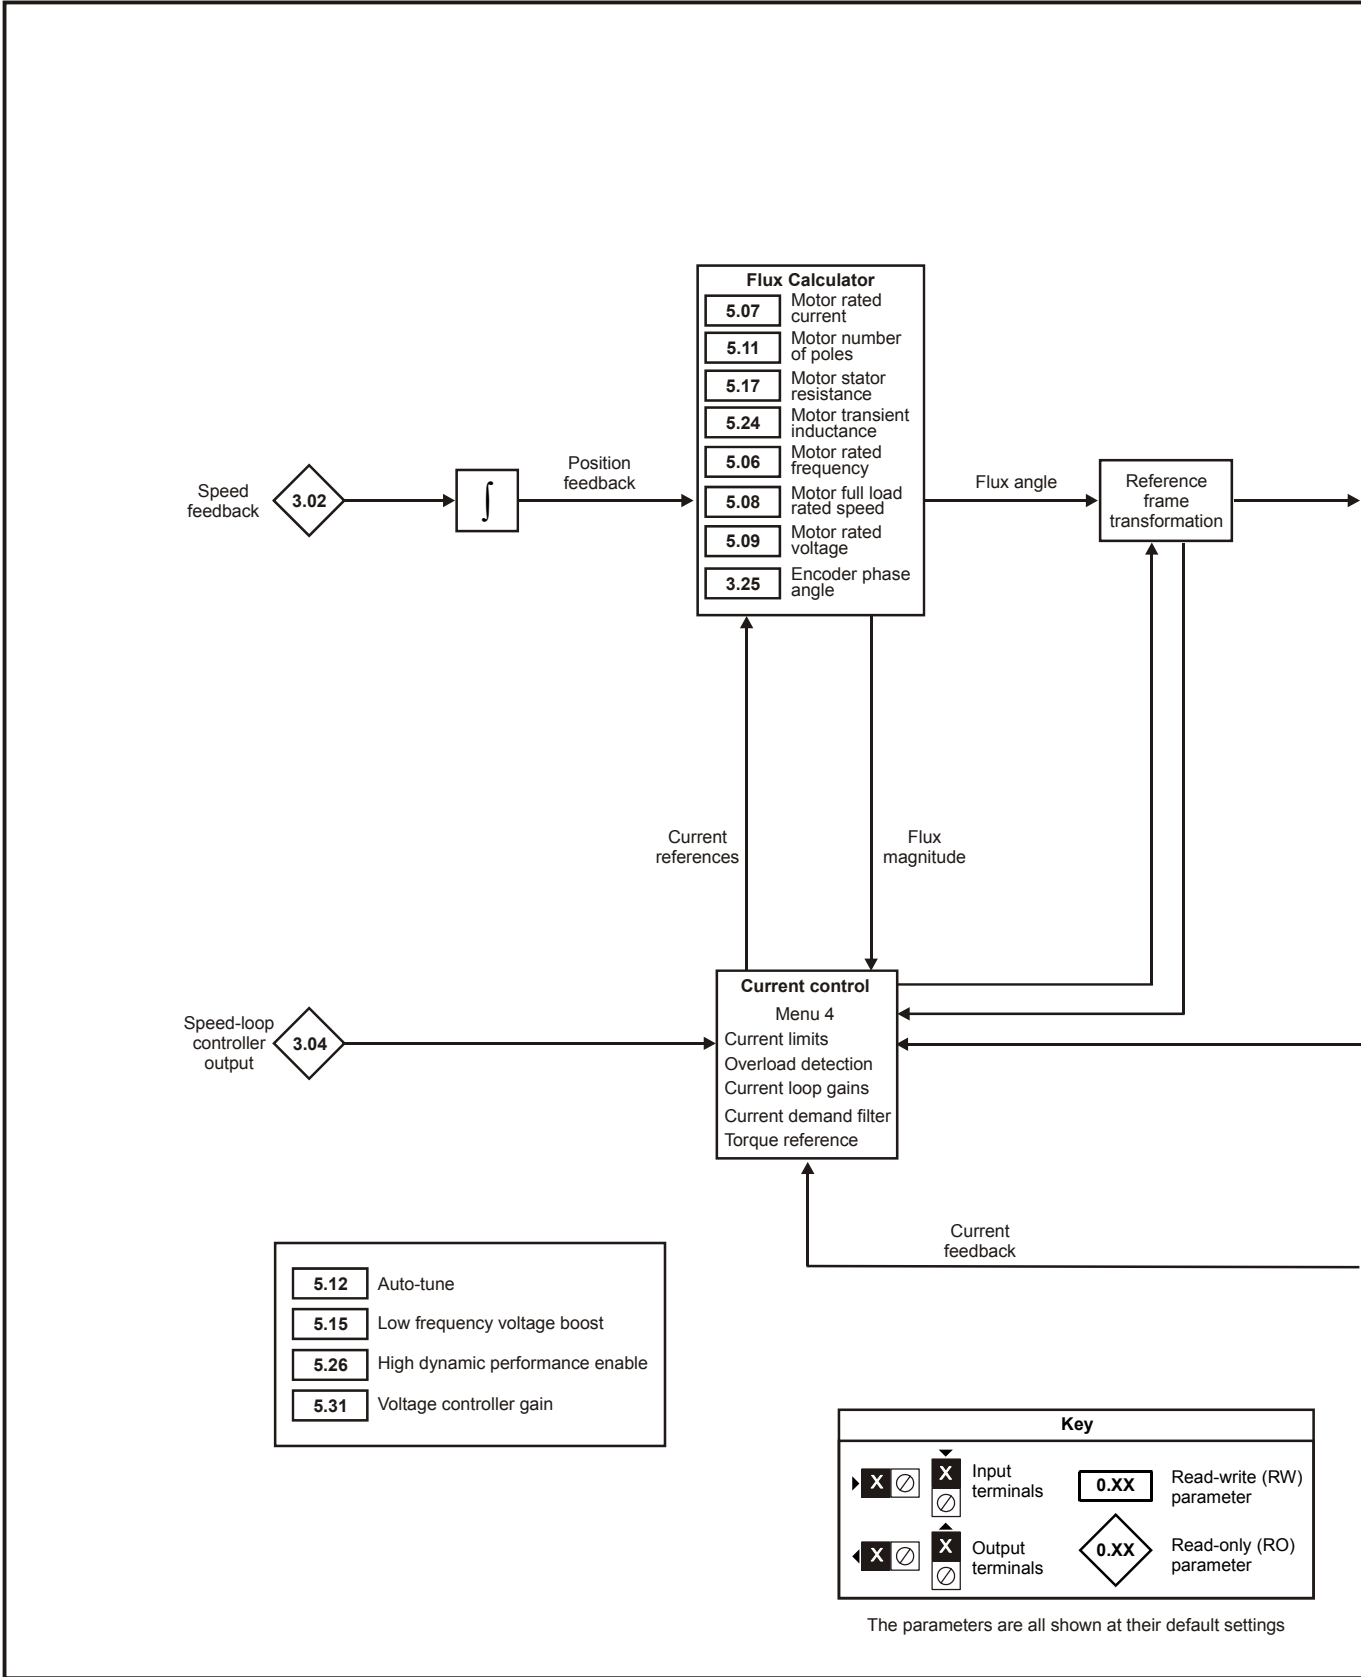 Flux Calculator
5.07 Motor rated
current
5.11 Motor number
of poles
5.17 Motor stator
resistance
5.24 Motor transient
inductance
5.06 Motor rated
frequency
5.08 Motor full load
rated speed
5.09 Motor rated
voltage
3.25 Encoder phase
angle
Speed
feedback
3.02
∫
Position
feedback
Flux angle
Reference
frame
transformation
Current
references
Flux
magnitude
Speed-loop
controller
output
3.04
Current control
Menu 4
Current limits
Overload detection
Current loop gains
Current demand filter
Torque reference
Current
feedback
5.12 Auto-tune
5.15 Low frequency voltage boost
5.26 High dynamic performance enable
5.31 Voltage controller gain
Key
X X Input
terminals
0.XX Read-write (RW)
parameter
X X Output
terminals
0.XX Read-only (RO)
parameter
The parameters are all shown at their default settings